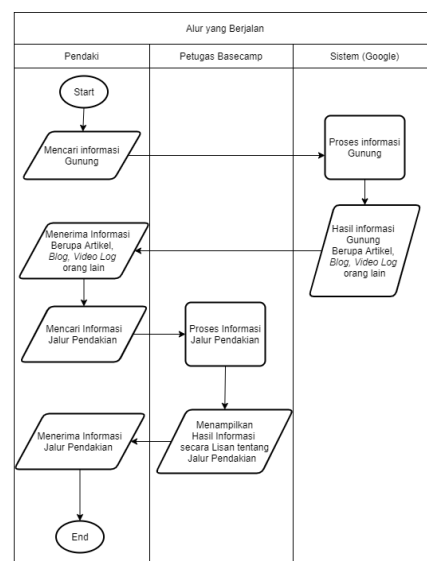 Alur yang Berjalan
Pendaki
Petugas Basecamp
Sistem (Google)
Start
Mencari informasi
Gunung
Proses informasi
Gunung
Hasil informasi
Gunung
Berupa Artikel,
Blog, Video Log
orang lain
Menerima Informasi
Berupa Artikel,
Blog, Video Log
orang lain
Mencari Informasi
Jalur Pendakian
Proses Informasi
Jalur Pendakian
Menampilkan
Hasil Informasi
secara Lisan tentang
Jalur Pendakian
Menerima Informasi
Jalur Pendakian
End